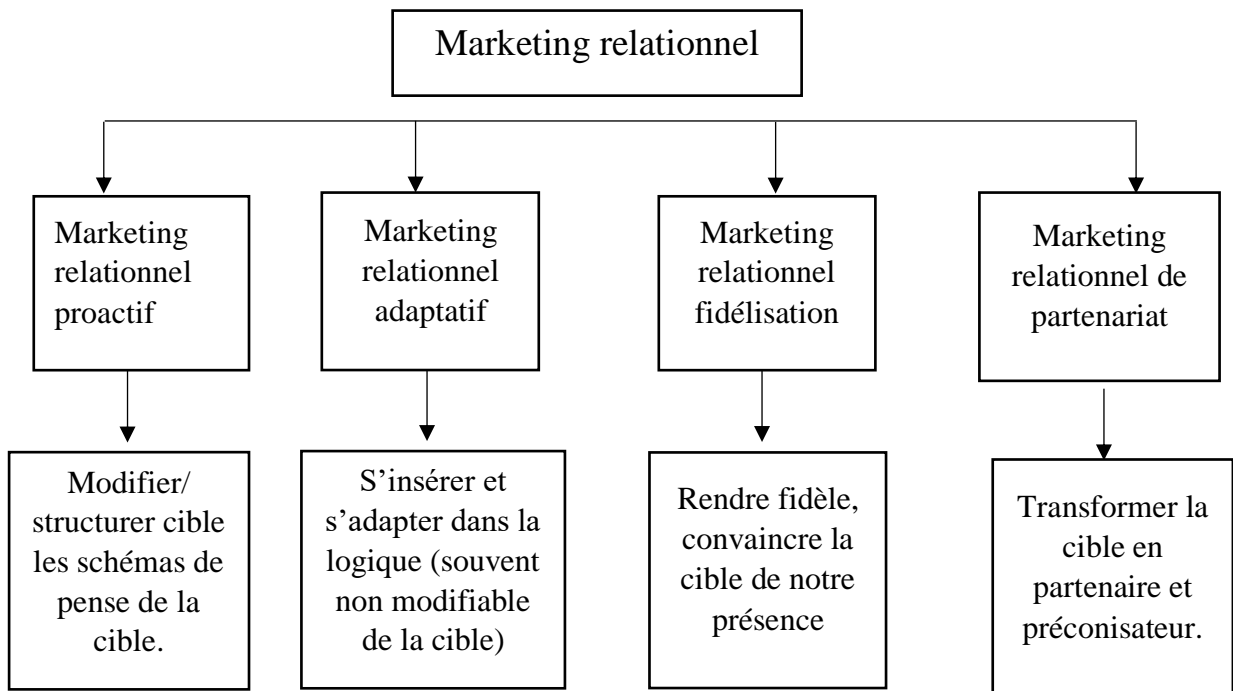 Marketing relationnel
Marketing
relationnel
proactif
Marketing
relationnel
adaptatif
Marketing
relationnel
fidélisation
Marketing
relationnel de
partenariat
Modifier/
structurer cible
les schémas de
pense de la
cible.
S’insérer et
s’adapter dans la
logique (souvent
non modifiable
de la cible)
Rendre fidèle,
convaincre la
cible de notre
présence
Transformer la
cible en
partenaire et
préconisateur.